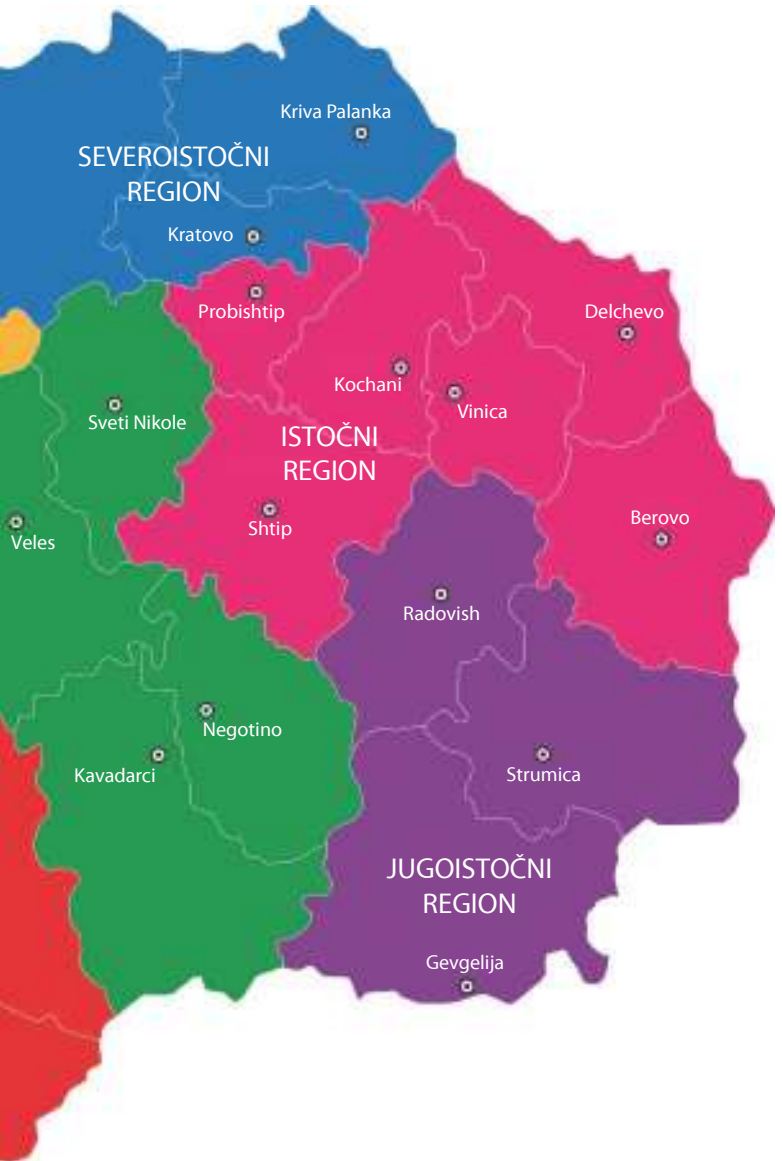 Kriva Palanka
SEVEROISTOČNI
REGION
Kratovo
Probishtip
Delchevo
Kochani
Vinica
Sveti Nikole
ISTOČNI
REGION
Shtip
Berovo
Veles
Radovish
Negotino
Kavadarci
Strumica
JUGOISTOČNI
REGION
Gevgelija